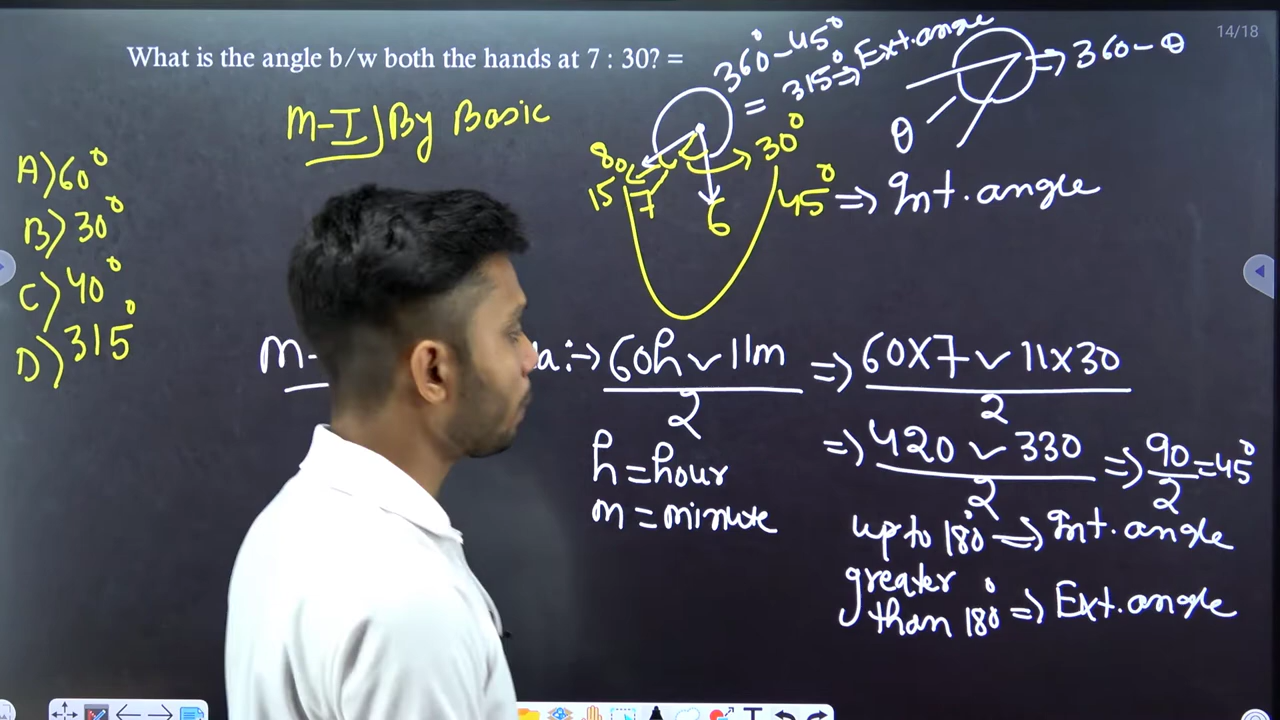 14/18
What is the angle b/w both the hands at 7 : 30? =
M-I) By Basic
A) 60°
B) 30°
C) 40°
D) 315°
360°-45°
= 315° ⇒ Ext. angle
⇒ 360-θ
θ
30°
8
15° 7
6
45° ⇒ Int. angle
M-
a:→ 60h ~ 11m / 2 ⇒ 60×7 ~ 11×30 / 2
⇒ 420 ~ 330 / 2 ⇒ 90/2 = 45°
h = hour
m = minute
up to 180° ⇒ Int. angle
greater
than 180° ⇒ Ext. angle